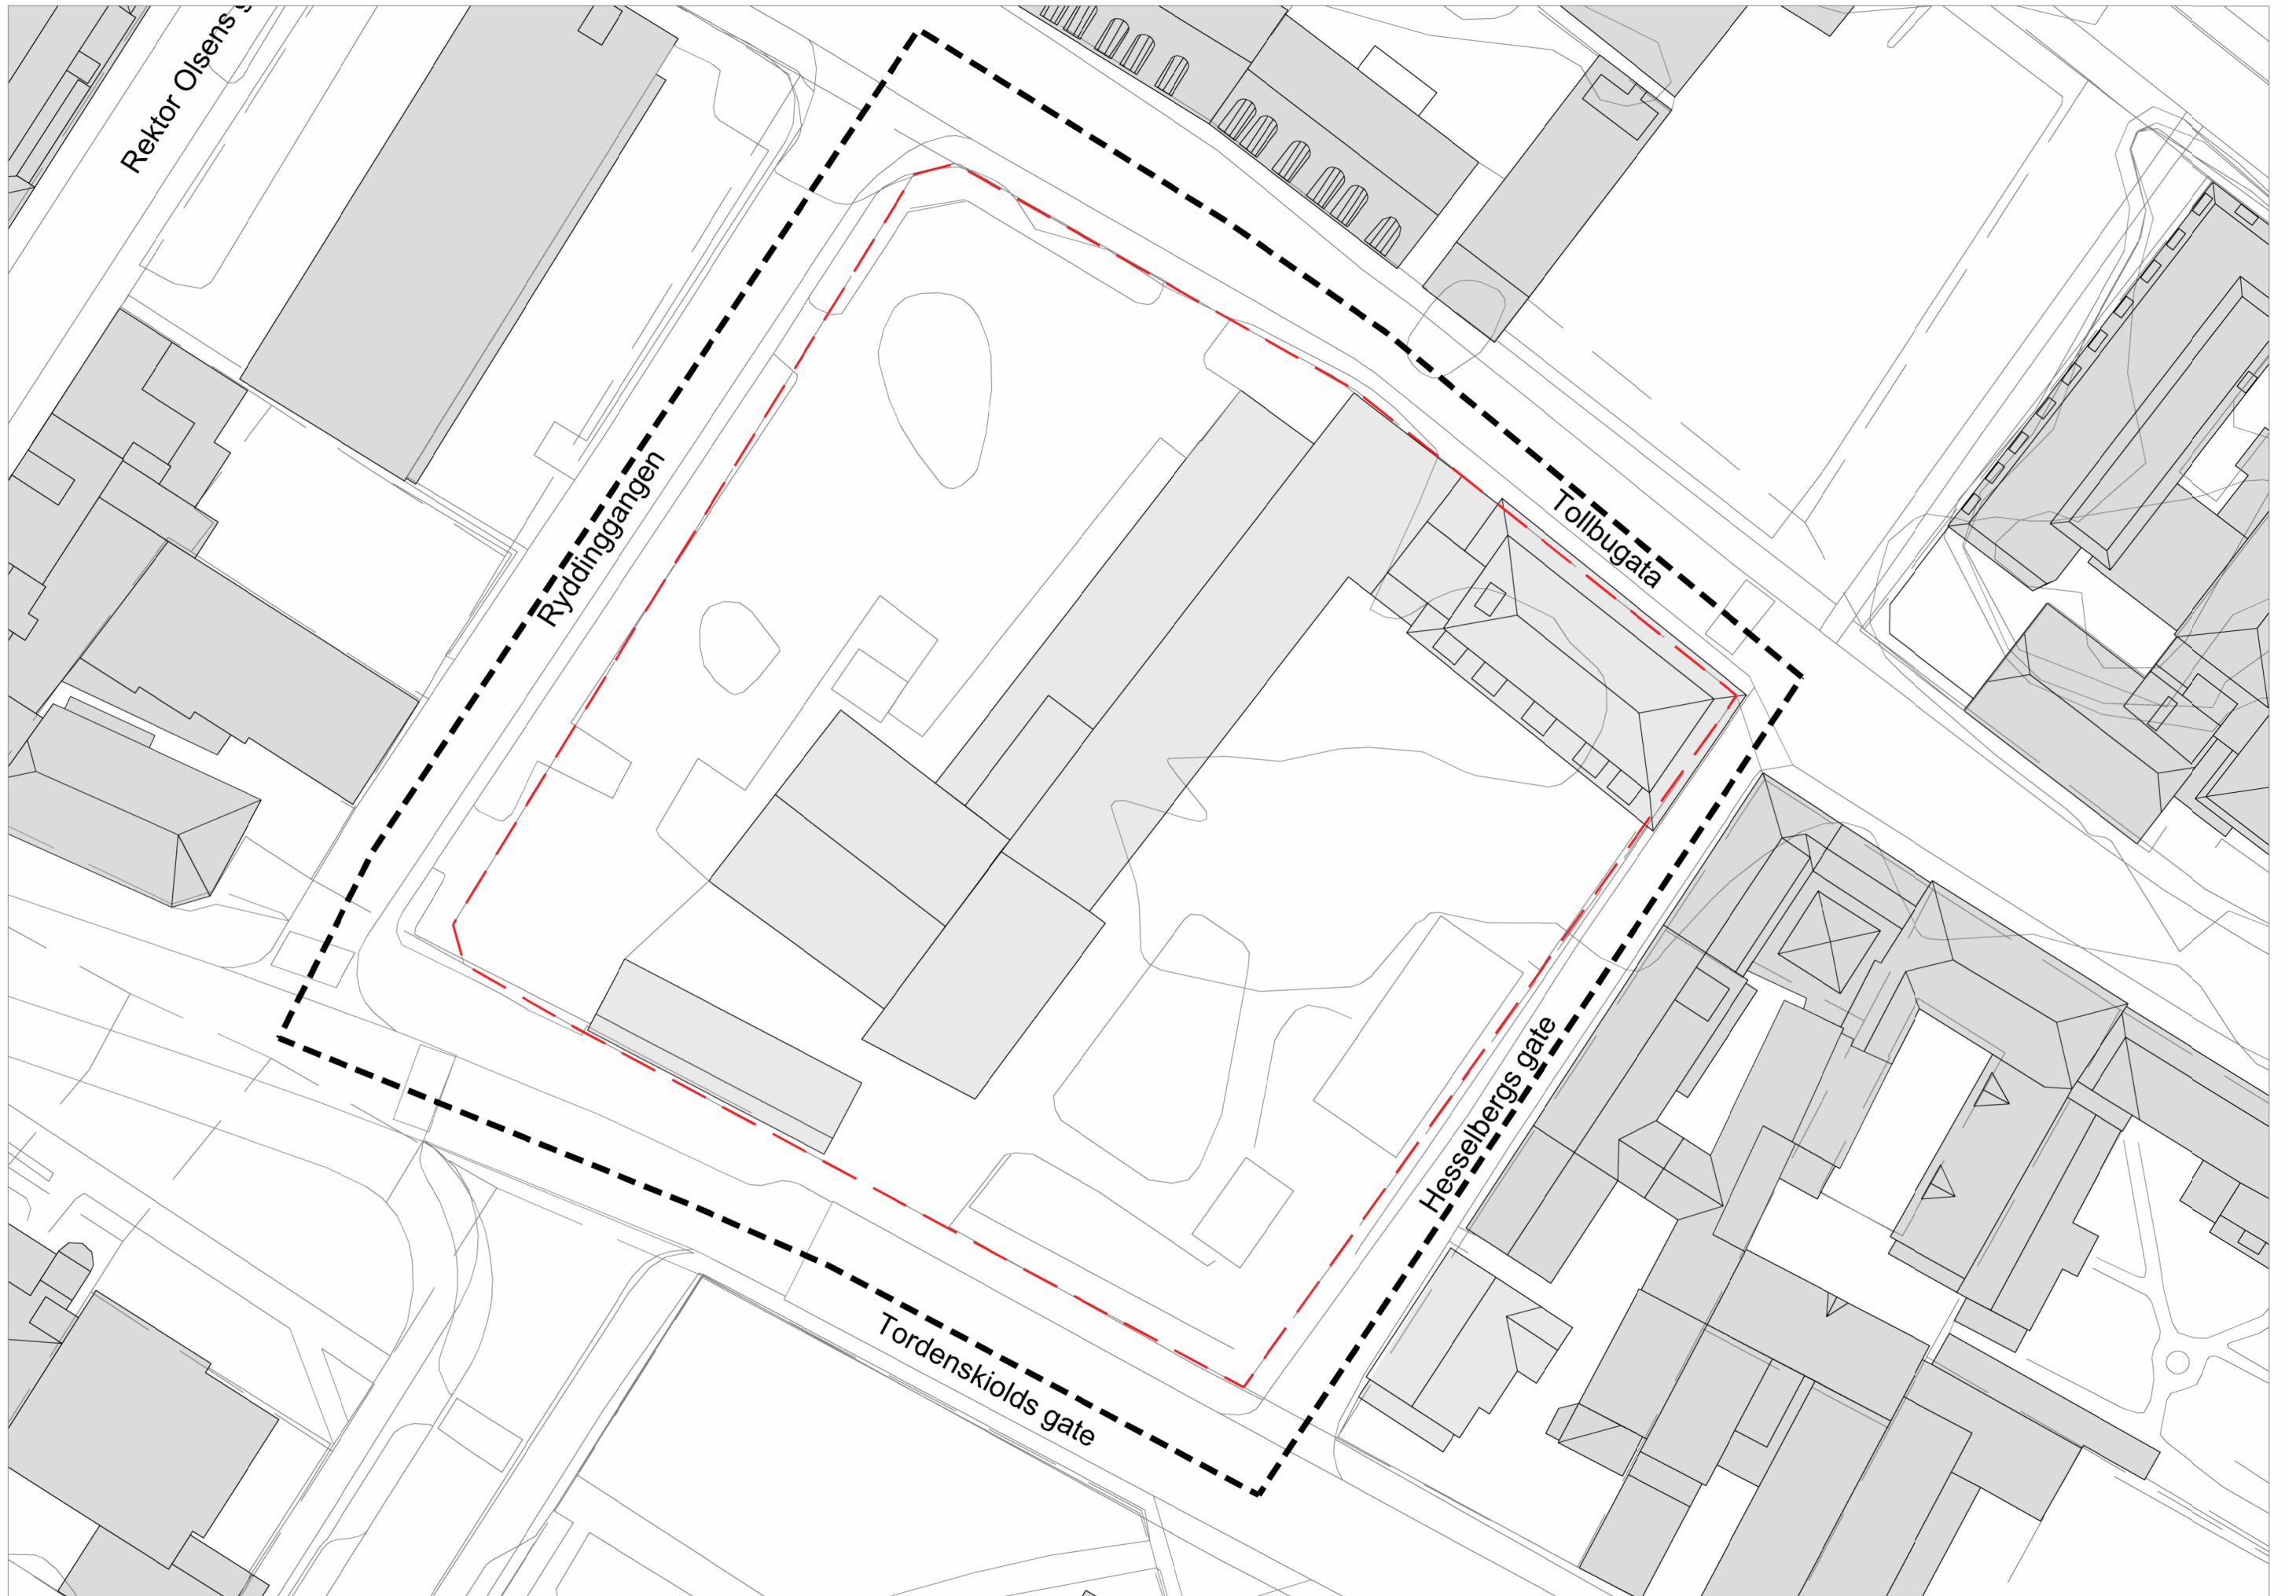 Rektor Olsens
Ryddinggangen
Tollbugata
Hesselbergs gate
Tordenskiolds gate